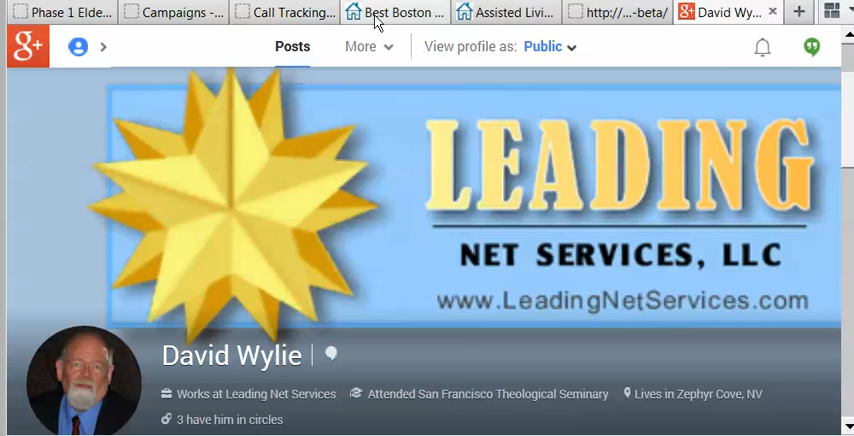 Phase 1 Elde... Campaigns -... Call Tracking... Best Boston ... Assisted Livi... http://...-beta/ David Wy... ×
g+ Posts More View profile as: Public
LEADING
NET SERVICES, LLC
www.LeadingNetServices.com
David Wylie
Works at Leading Net Services Attended San Francisco Theological Seminary Lives in Zephyr Cove, NV
3 have him in circles